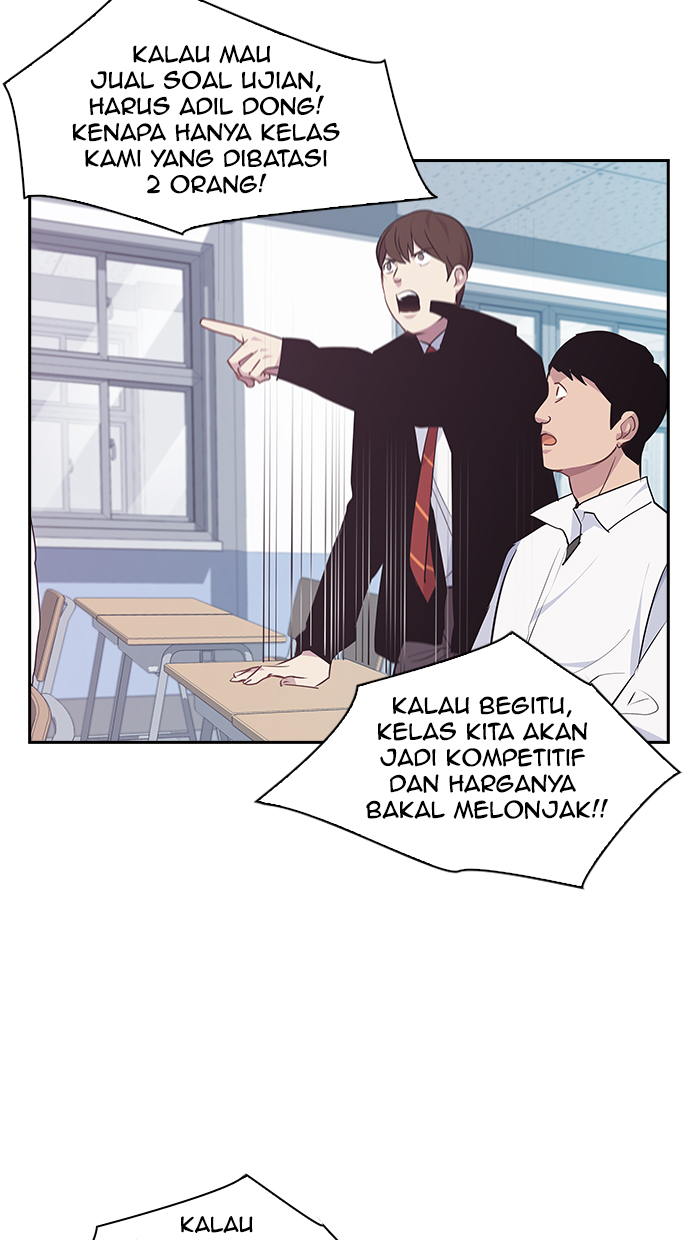 KALAU MAU
JUAL SOAL UJIAN,
HARUS ADIL DONG!
KENAPA HANYA KELAS
KAMI YANG DIBATASI
2 ORANG!
KALAU BEGITU,
KELAS KITA AKAN
JADI KOMPETITIF
DAN HARGANYA
BAKAL MELONJAK!!
KALAU